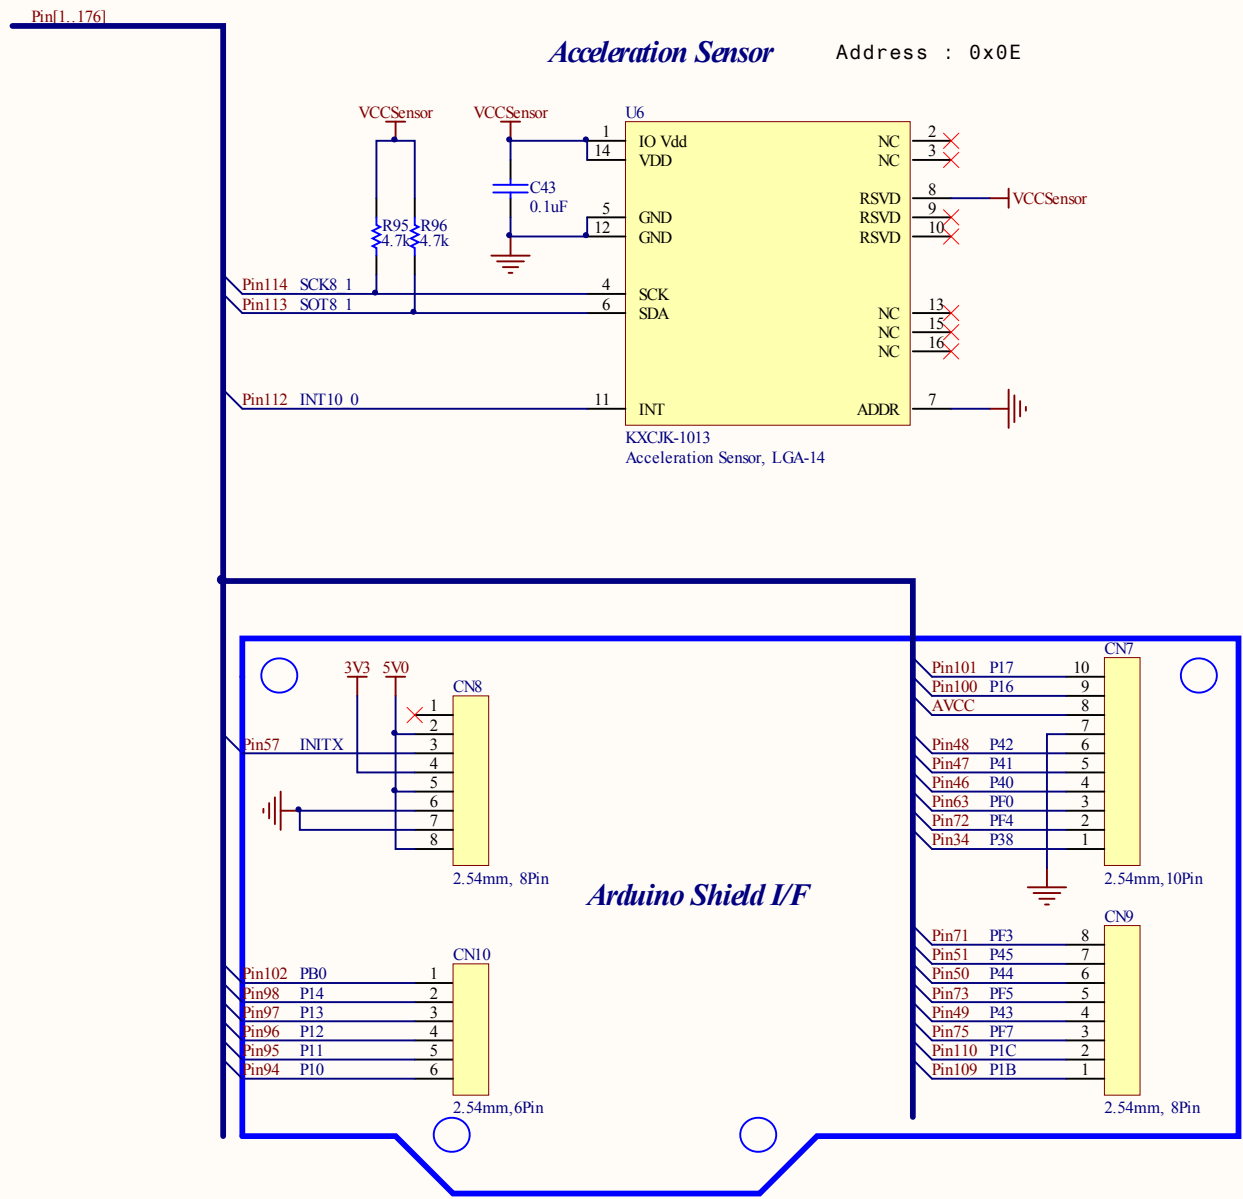 Pin[1..176]
Acceleration Sensor Address : 0x0E
VCCSensor VCCSensor U6
1 IO Vdd NC 2
14 VDD NC 3
C43
0.1uF
RSVD 8 VCCSensor
5 GND RSVD 9
12 GND RSVD 10
R95 R96
4.7k 4.7k
Pin114 SCK8_1 4 SCK
Pin113 SOT8_1 6 SDA NC 13
NC 15
NC 16
Pin112 INT10_0 11 INT ADDR 7
KXCJK-1013
Acceleration Sensor, LGA-14
3V3 5V0 CN8
1
2
Pin57 INITX 3
4
5
6
7
8
2.54mm, 8Pin
CN7
Pin101 P17 10
Pin100 P16 9
AVCC 8
7
Pin48 P42 6
Pin47 P41 5
Pin46 P40 4
Pin63 PF0 3
Pin72 PF4 2
Pin34 P38 1
2.54mm,10Pin
Arduino Shield I/F
CN10
Pin102 PB0 1
Pin98 P14 2
Pin97 P13 3
Pin96 P12 4
Pin95 P11 5
Pin94 P10 6
2.54mm,6Pin
CN9
Pin71 PF3 8
Pin51 P45 7
Pin50 P44 6
Pin73 PF5 5
Pin49 P43 4
Pin75 PF7 3
Pin110 P1C 2
Pin109 P1B 1
2.54mm, 8Pin